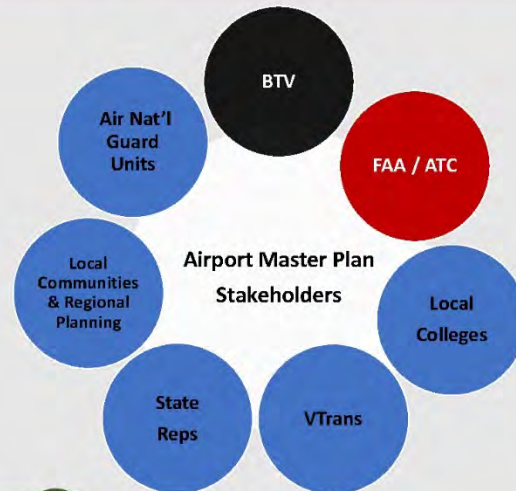 BTV
Air Nat'l
Guard
Units
FAA / ATC
Airport Master Plan
Stakeholders
Local
Communities
& Regional
Planning
Local
Colleges
State
Reps
VTrans